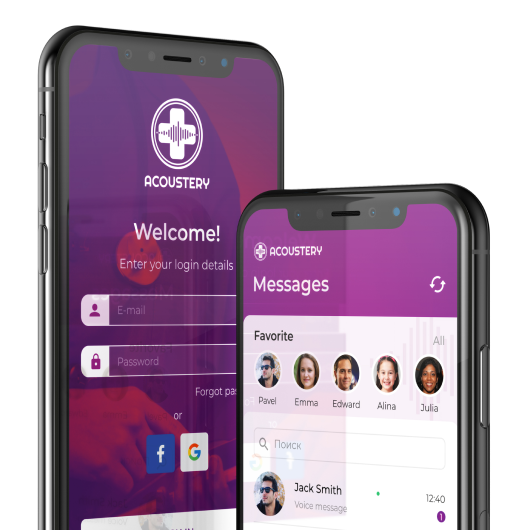 ACOUSTERY
Welcome!
Enter your login details
E-mail
Password
Forgot pas
or
f G
ACOUSTERY
Messages
Favorite All
Pavel Emma Edward Alina Julia
Поиск
Jack Smith 12:40
Voice message 1